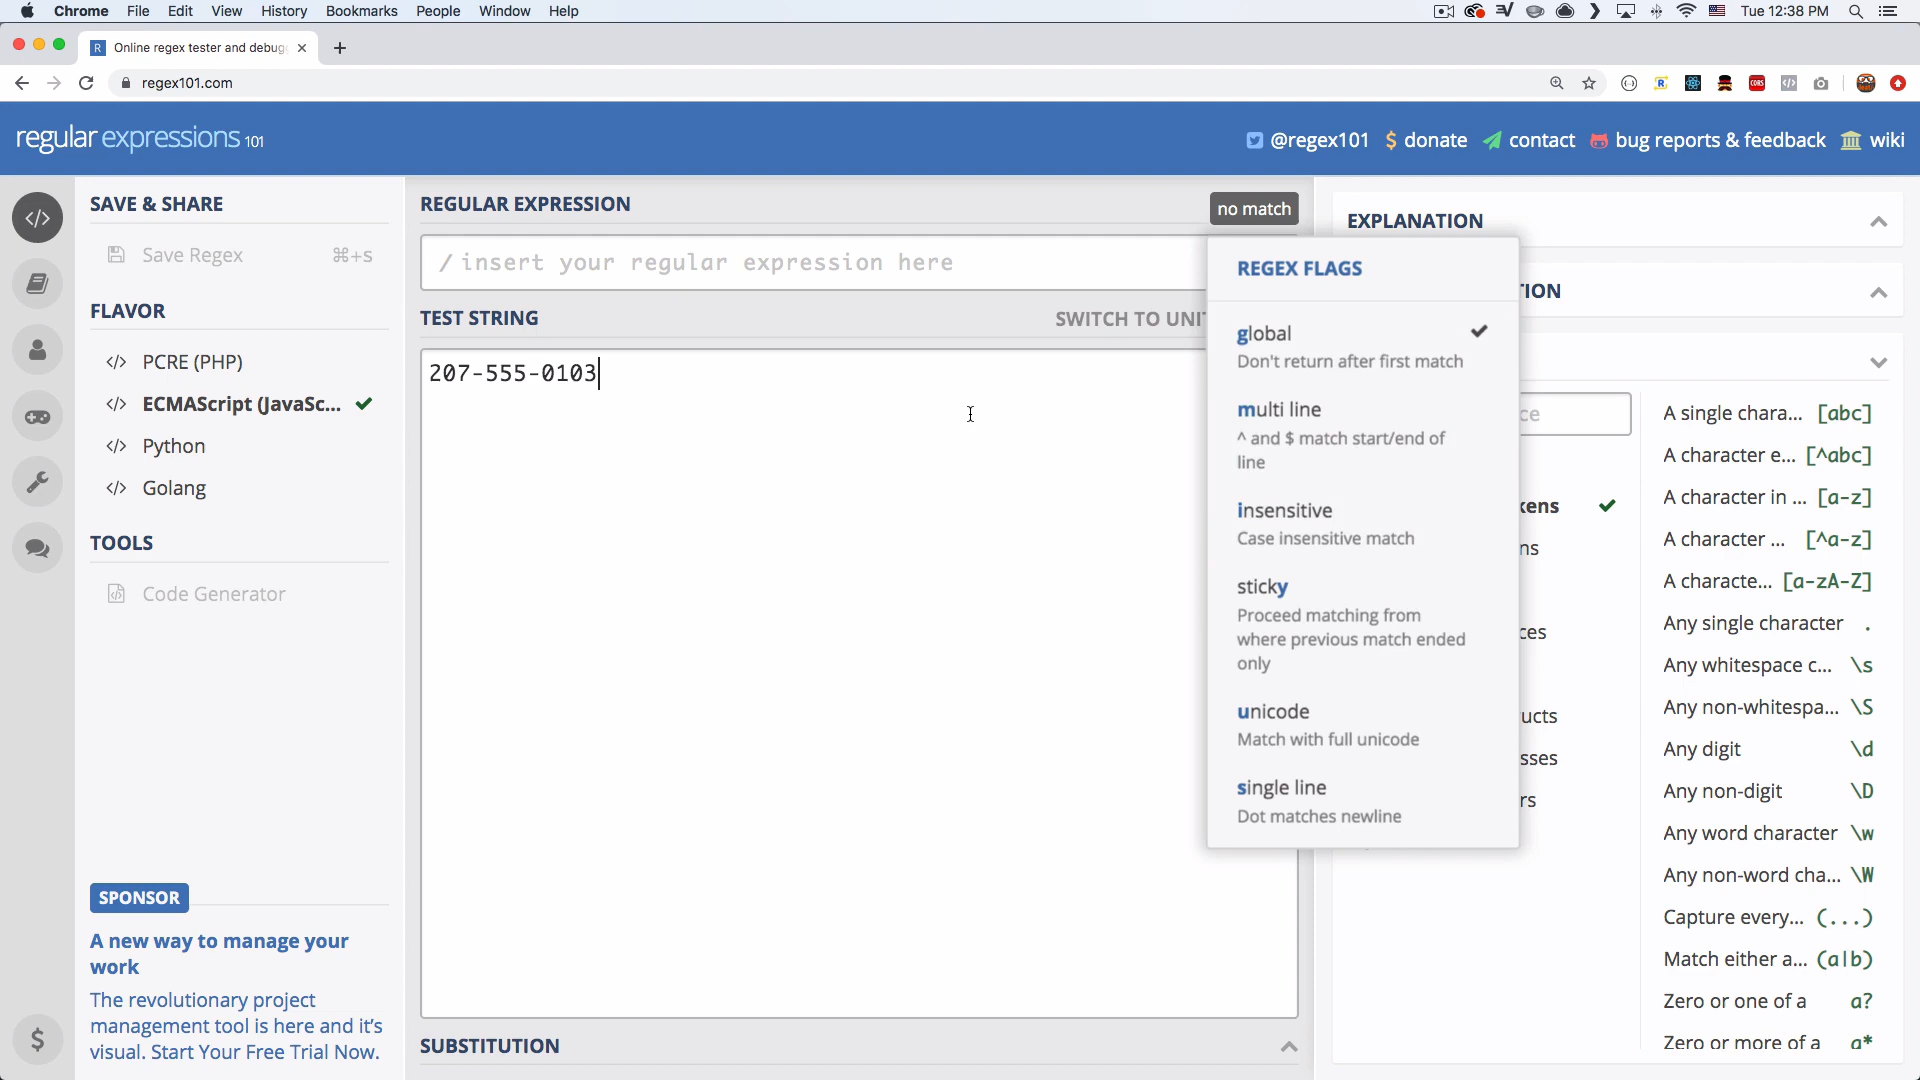 Chrome File Edit View History Bookmarks People Window Help
Tue 12:38 PM
R Online regex tester and debug
regex101.com
regular expressions 101
@regex101
$ donate
contact
bug reports & feedback
wiki
SAVE & SHARE
Save Regex ⌘+s
FLAVOR
</> PCRE (PHP)
</> ECMAScript (JavaSc...
</> Python
</> Golang
TOOLS
Code Generator
SPONSOR
A new way to manage your
work
The revolutionary project
management tool is here and it's
visual. Start Your Free Trial Now.
REGULAR EXPRESSION
no match
/ insert your regular expression here
TEST STRING
SWITCH TO UNI
207-555-0103
SUBSTITUTION
REGEX FLAGS
global
Don't return after first match
multi line
^ and $ match start/end of
line
insensitive
Case insensitive match
sticky
Proceed matching from
where previous match ended
only
unicode
Match with full unicode
single line
Dot matches newline
EXPLANATION
TION
ce
kens
ns
ces
ucts
sses
rs
A single chara... [abc]
A character e... [^abc]
A character in ... [a-z]
A character ... [^a-z]
A characte... [a-zA-Z]
Any single character .
Any whitespace c... \s
Any non-whitespa... \S
Any digit \d
Any non-digit \D
Any word character \w
Any non-word cha... \W
Capture every... (...)
Match either a... (a|b)
Zero or one of a a?
Zero or more of a a*